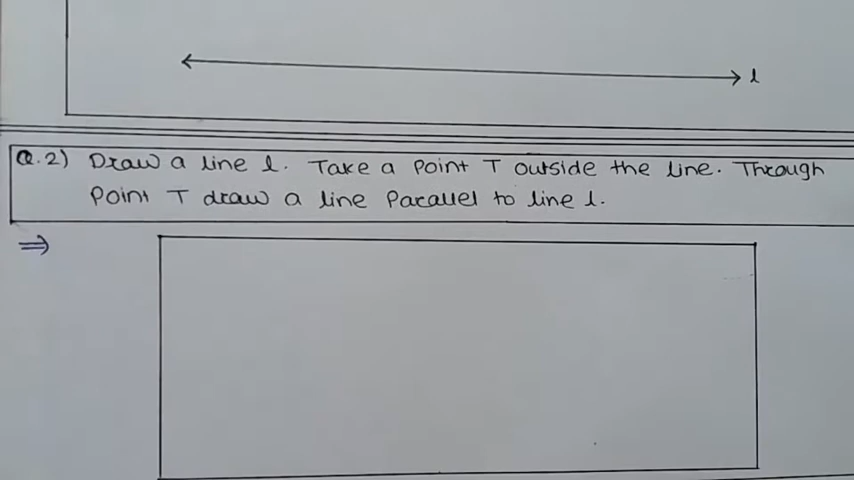 l
Q.2) Draw a line l. Take a point T outside the line. Through
Point T draw a line Parallel to line l.
⇒